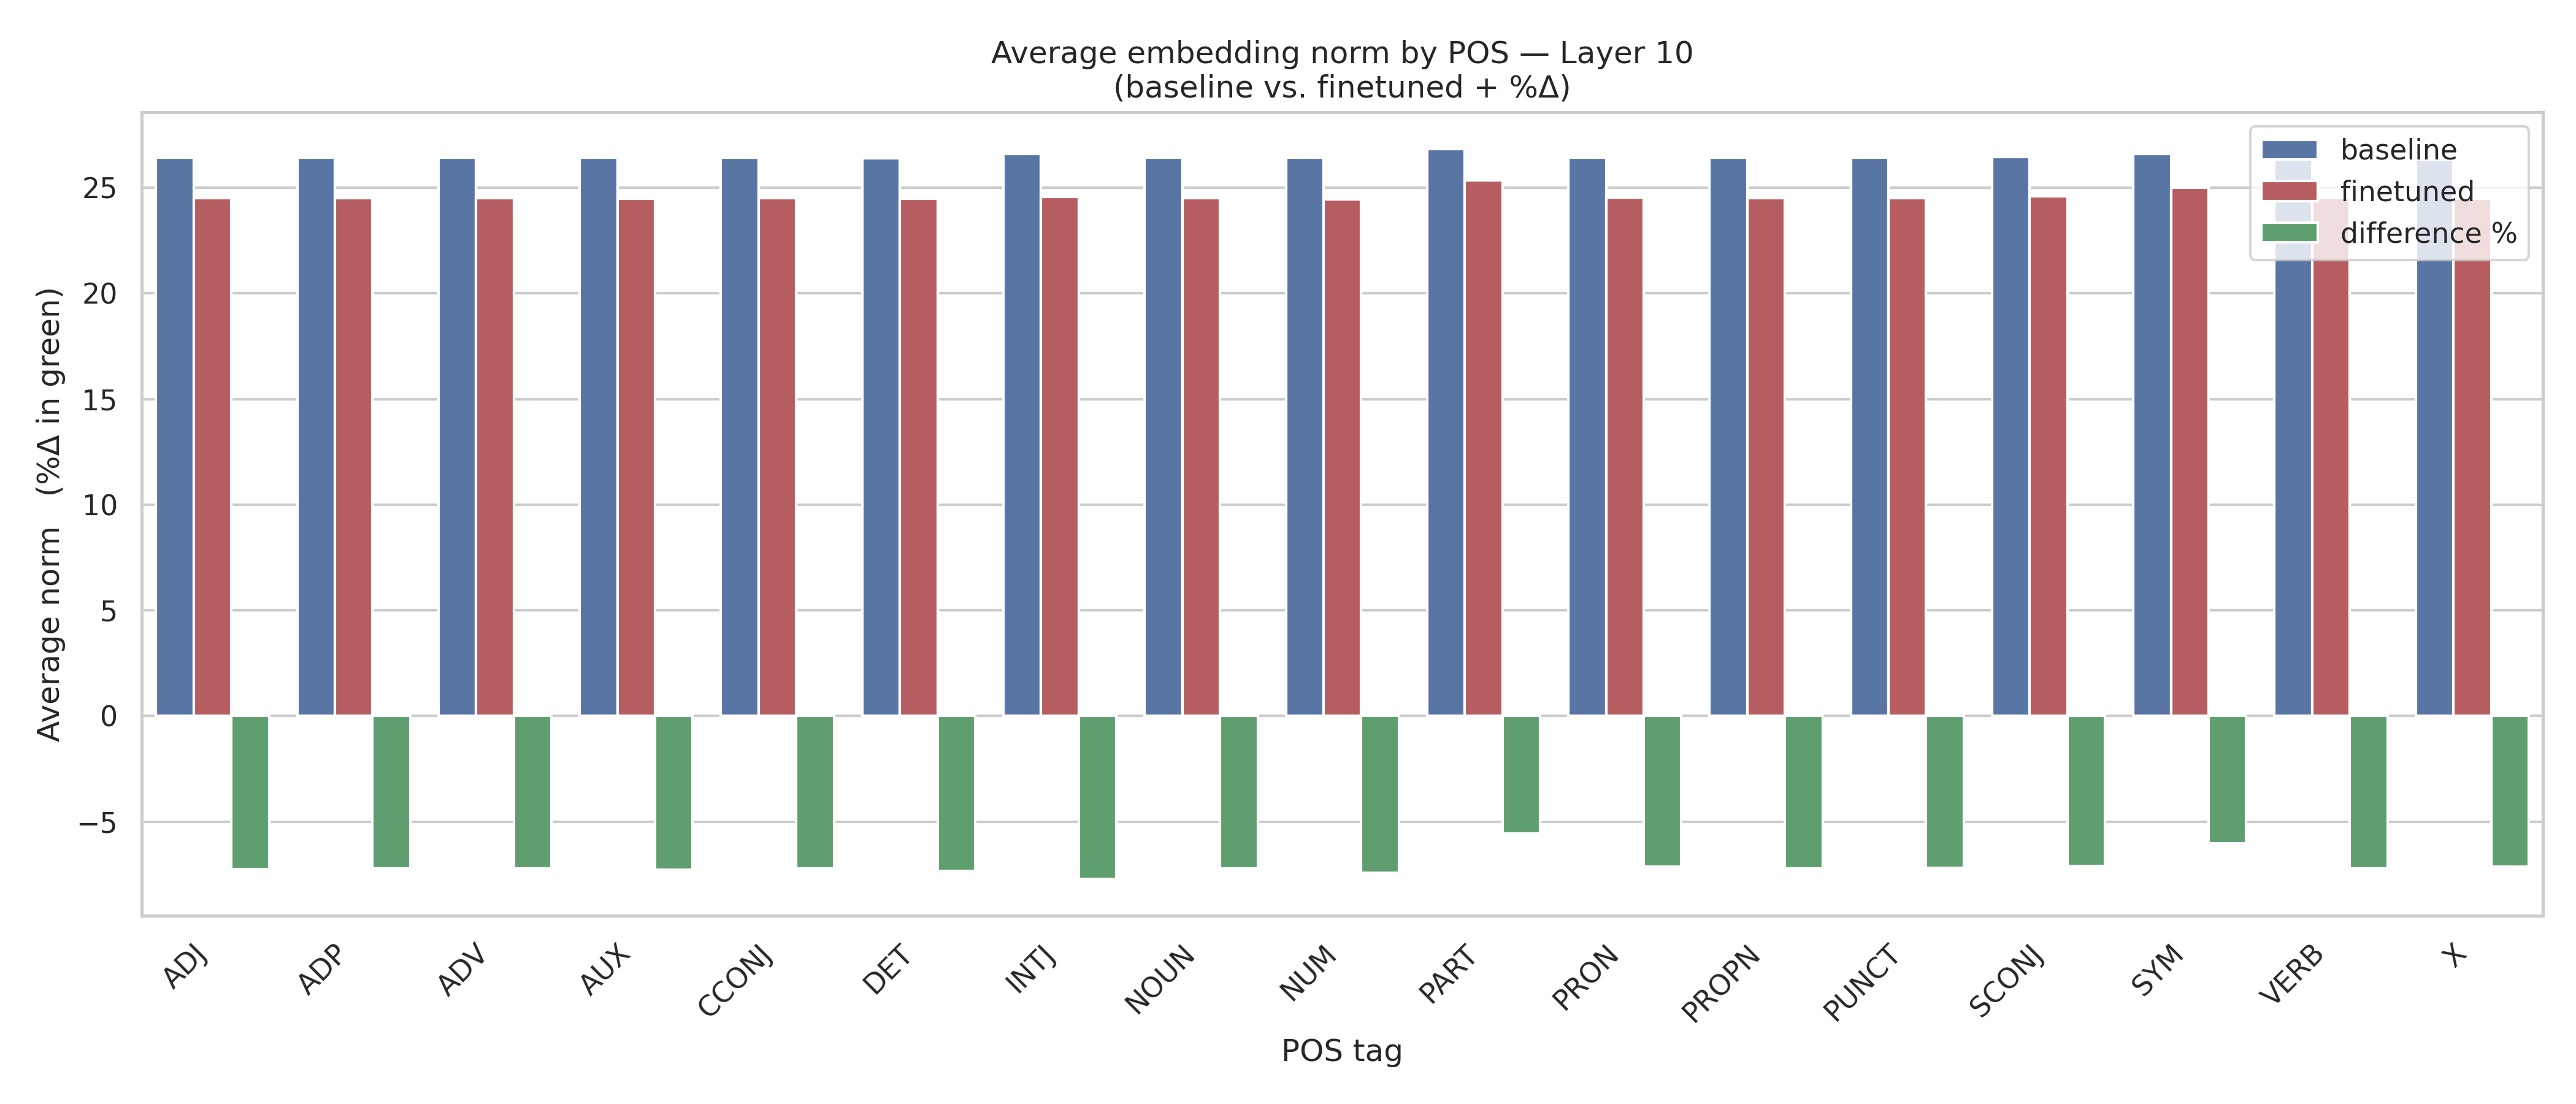 Average embedding norm by POS — Layer 10
(baseline vs. finetuned + %Δ)
baseline
finetuned
difference %
Average norm (%Δ in green)
25
20
15
10
5
0
−5
ADJ
ADP
ADV
AUX
CCONJ
DET
INTJ
NOUN
NUM
PART
PRON
PROPN
PUNCT
SCONJ
SYM
VERB
X
POS tag